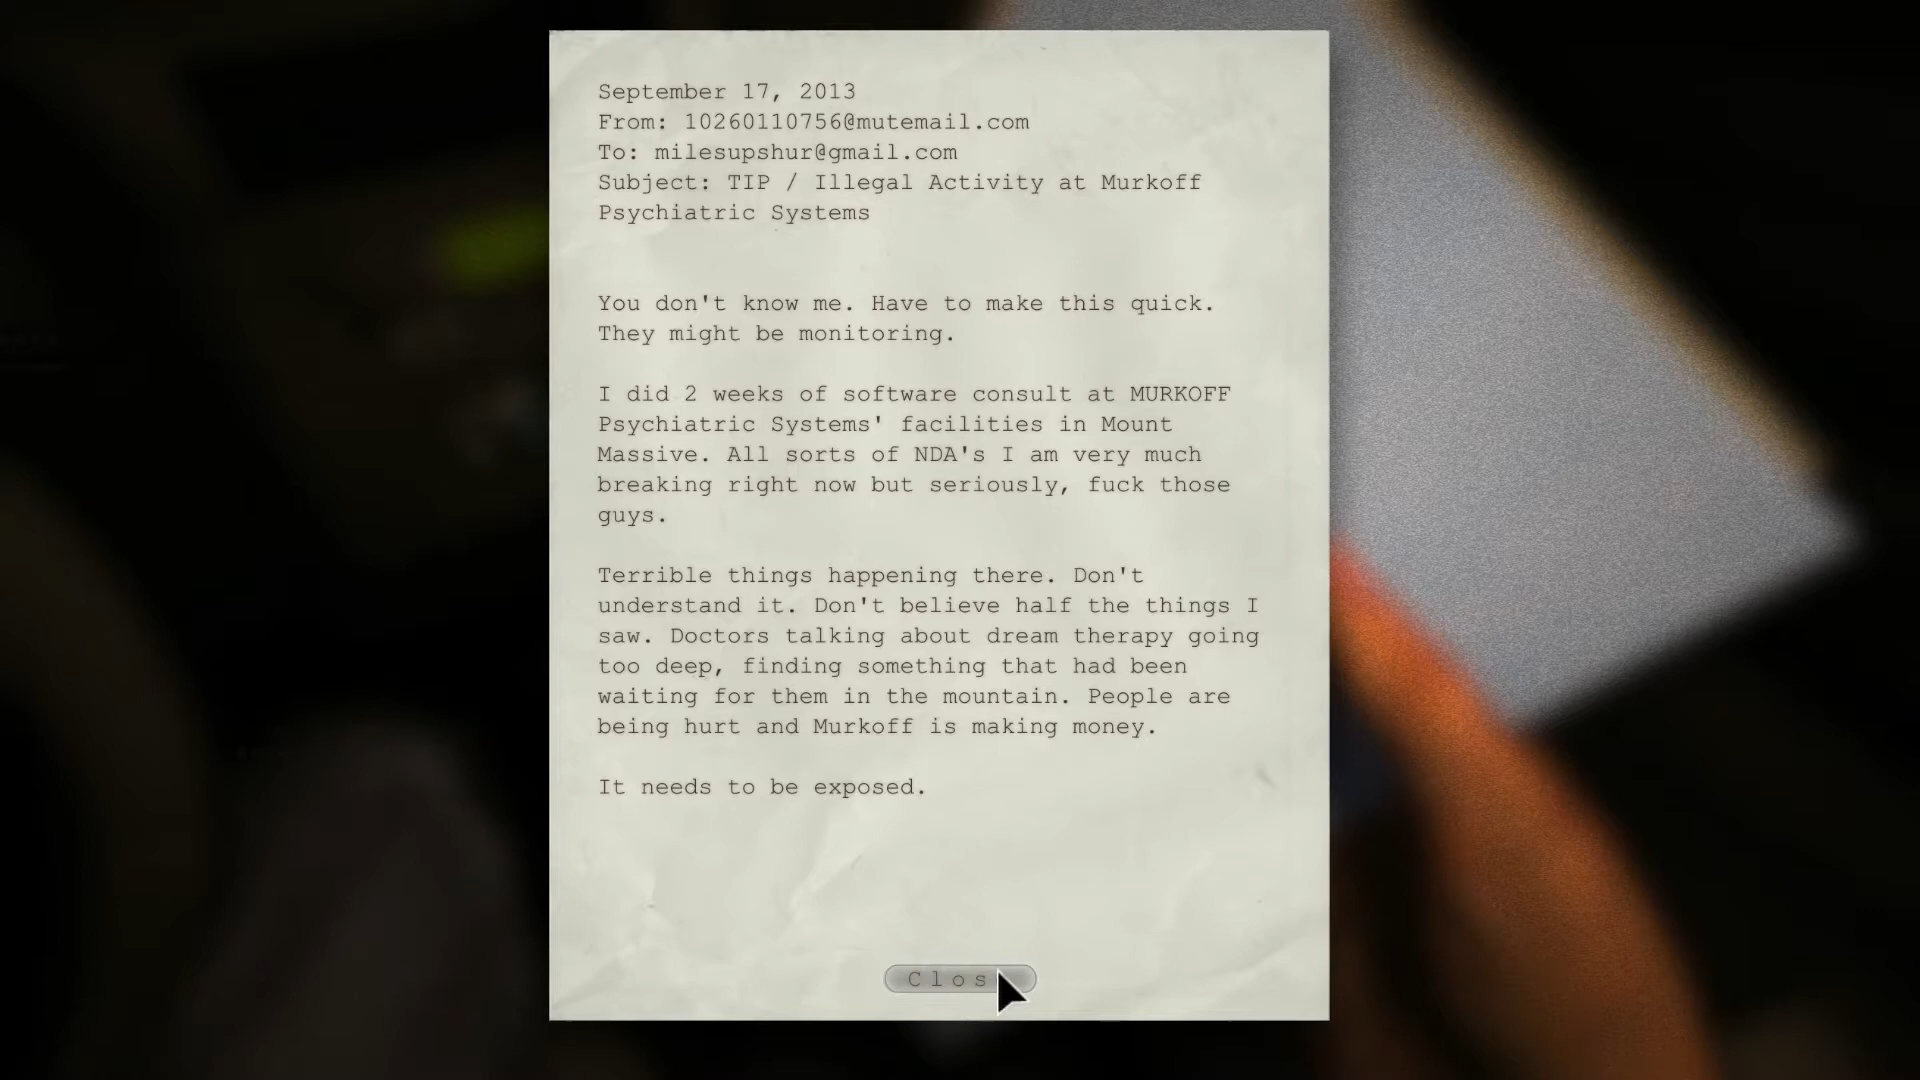 September 17, 2013
From: 10260110756@mutemail.com
To: milesupshur@gmail.com
Subject: TIP / Illegal Activity at Murkoff
Psychiatric Systems
You don't know me. Have to make this quick.
They might be monitoring.
I did 2 weeks of software consult at MURKOFF
Psychiatric Systems' facilities in Mount
Massive. All sorts of NDA's I am very much
breaking right now but seriously, fuck those
guys.
Terrible things happening there. Don't
understand it. Don't believe half the things I
saw. Doctors talking about dream therapy going
too deep, finding something that had been
waiting for them in the mountain. People are
being hurt and Murkoff is making money.
It needs to be exposed.
Clos